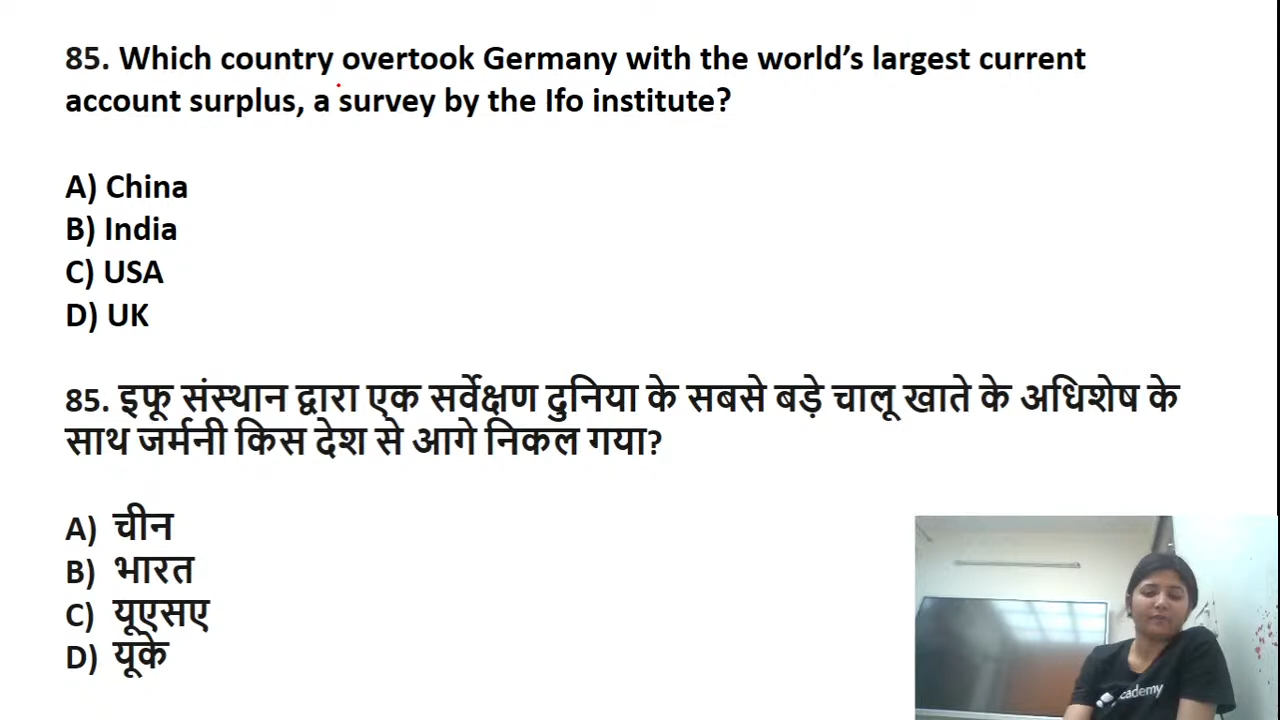 85. Which country overtook Germany with the world’s largest current
account surplus, a survey by the Ifo institute?
A) China
B) India
C) USA
D) UK
85. इफू संस्थान द्वारा एक सर्वेक्षण दुनिया के सबसे बड़े चालू खाते के अधिशेष के
साथ जर्मनी किस देश से आगे निकल गया?
A) चीन
B) भारत
C) यूएसए
D) यूके
cademy